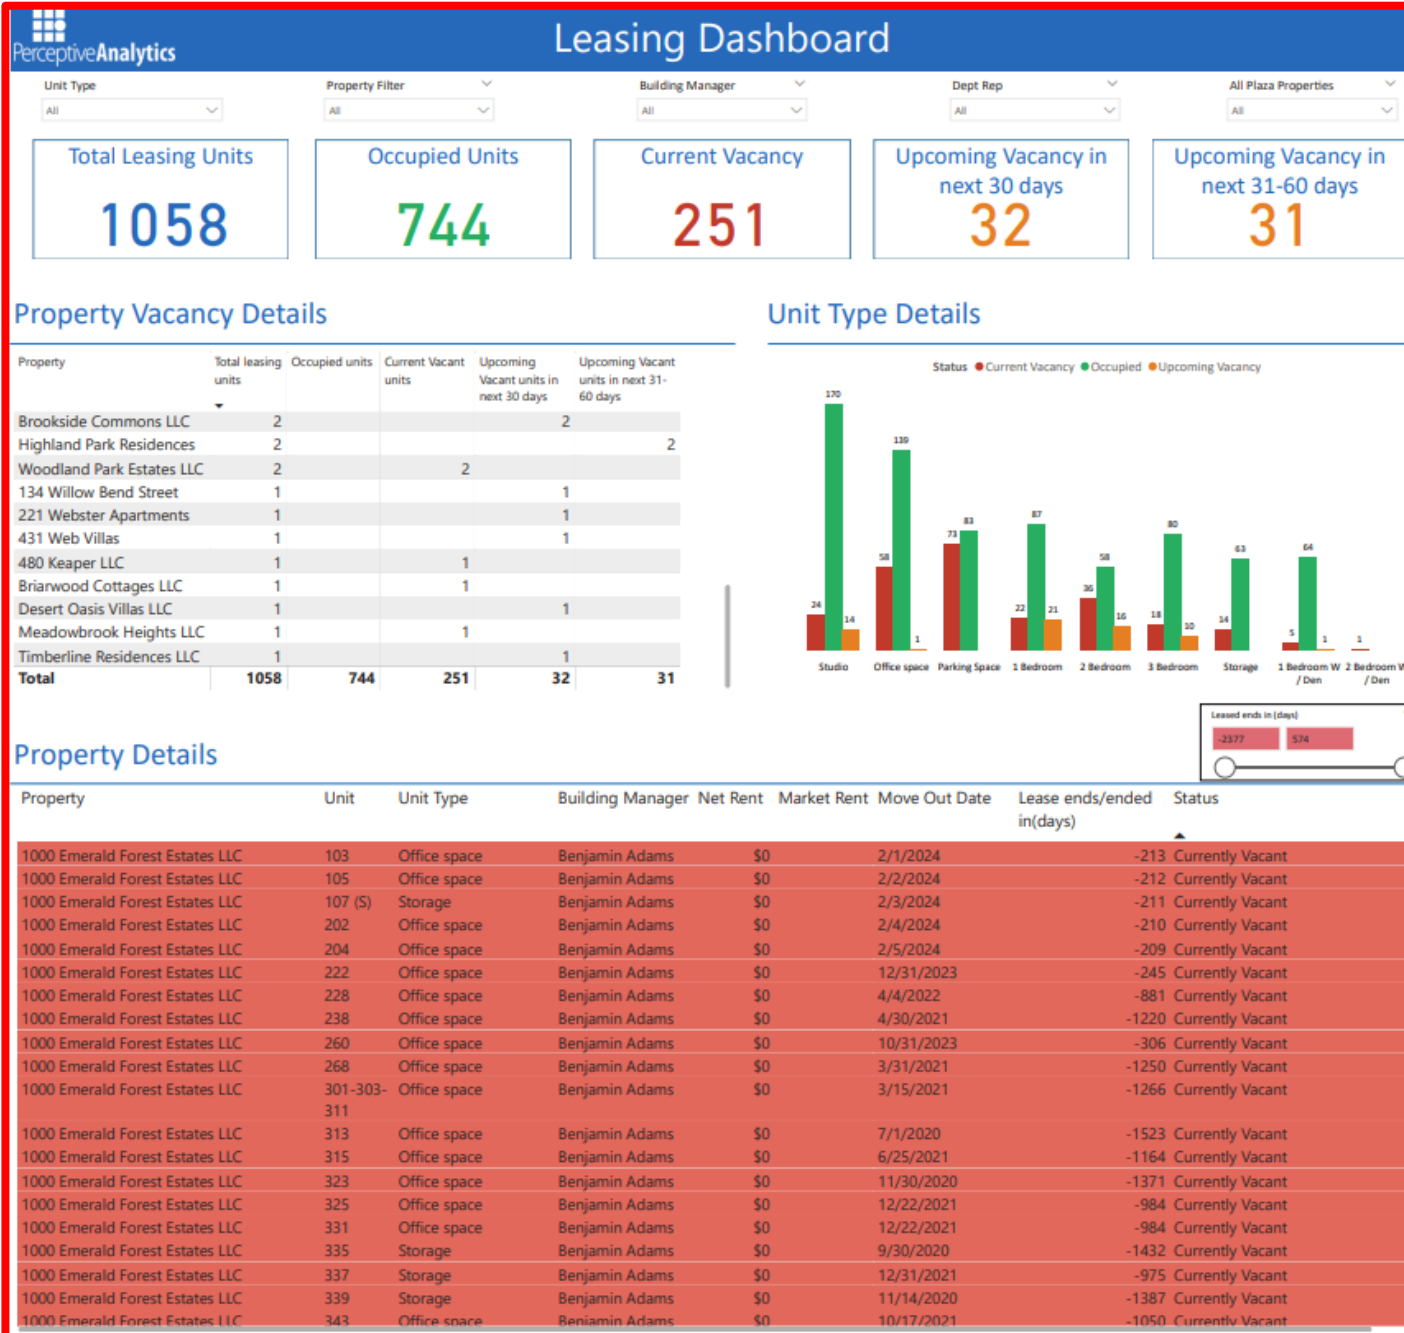 PerceptiveAnalytics
Leasing Dashboard
Unit Type Property Filter Building Manager Dept Rep All Plaza Properties
All All All All All
Total Leasing Units
1058
Occupied Units
744
Current Vacancy
251
Upcoming Vacancy in
next 30 days
32
Upcoming Vacancy in
next 31-60 days
31
Property Vacancy Details
Property Total leasing Occupied units Current Vacant Upcoming Upcoming Vacant
units units Vacant units in units in next 31-
next 30 days 60 days
Brookside Commons LLC 2 2
Highland Park Residences 2 2
Woodland Park Estates LLC 2 2
134 Willow Bend Street 1 1
221 Webster Apartments 1 1
431 Web Villas 1 1
480 Keaper LLC 1 1
Briarwood Cottages LLC 1 1
Desert Oasis Villas LLC 1 1
Meadowbrook Heights LLC 1 1
Timberline Residences LLC 1 1
Total 1058 744 251 32 31
Unit Type Details
Status Current Vacancy Occupied Upcoming Vacancy
24 170 14
58 139 1
73 83
22 87 21
36 58 16
18 80 10
14 63
5 64 1
1
Studio Office space Parking Space 1 Bedroom 2 Bedroom 3 Bedroom Storage 1 Bedroom W 2 Bedroom W
/ Den / Den
Leased ends in (days)
-2377 574
Property Details
Property Unit Unit Type Building Manager Net Rent Market Rent Move Out Date Lease ends/ended Status
in(days)
1000 Emerald Forest Estates LLC 103 Office space Benjamin Adams $0 2/1/2024 -213 Currently Vacant
1000 Emerald Forest Estates LLC 105 Office space Benjamin Adams $0 2/2/2024 -212 Currently Vacant
1000 Emerald Forest Estates LLC 107 (S) Storage Benjamin Adams $0 2/3/2024 -211 Currently Vacant
1000 Emerald Forest Estates LLC 202 Office space Benjamin Adams $0 2/4/2024 -210 Currently Vacant
1000 Emerald Forest Estates LLC 204 Office space Benjamin Adams $0 2/5/2024 -209 Currently Vacant
1000 Emerald Forest Estates LLC 222 Office space Benjamin Adams $0 12/31/2023 -245 Currently Vacant
1000 Emerald Forest Estates LLC 228 Office space Benjamin Adams $0 4/4/2022 -881 Currently Vacant
1000 Emerald Forest Estates LLC 238 Office space Benjamin Adams $0 4/30/2021 -1220 Currently Vacant
1000 Emerald Forest Estates LLC 260 Office space Benjamin Adams $0 10/31/2023 -306 Currently Vacant
1000 Emerald Forest Estates LLC 268 Office space Benjamin Adams $0 3/31/2021 -1250 Currently Vacant
1000 Emerald Forest Estates LLC 301-303- Office space Benjamin Adams $0 3/15/2021 -1266 Currently Vacant
311
1000 Emerald Forest Estates LLC 313 Office space Benjamin Adams $0 7/1/2020 -1523 Currently Vacant
1000 Emerald Forest Estates LLC 315 Office space Benjamin Adams $0 6/25/2021 -1164 Currently Vacant
1000 Emerald Forest Estates LLC 323 Office space Benjamin Adams $0 11/30/2020 -1371 Currently Vacant
1000 Emerald Forest Estates LLC 325 Office space Benjamin Adams $0 12/22/2021 -984 Currently Vacant
1000 Emerald Forest Estates LLC 331 Office space Benjamin Adams $0 12/22/2021 -984 Currently Vacant
1000 Emerald Forest Estates LLC 335 Storage Benjamin Adams $0 9/30/2020 -1432 Currently Vacant
1000 Emerald Forest Estates LLC 337 Storage Benjamin Adams $0 12/31/2021 -975 Currently Vacant
1000 Emerald Forest Estates LLC 339 Storage Benjamin Adams $0 11/14/2020 -1387 Currently Vacant
1000 Emerald Forest Estates LLC 343 Office space Benjamin Adams $0 10/17/2021 -1050 Currently Vacant